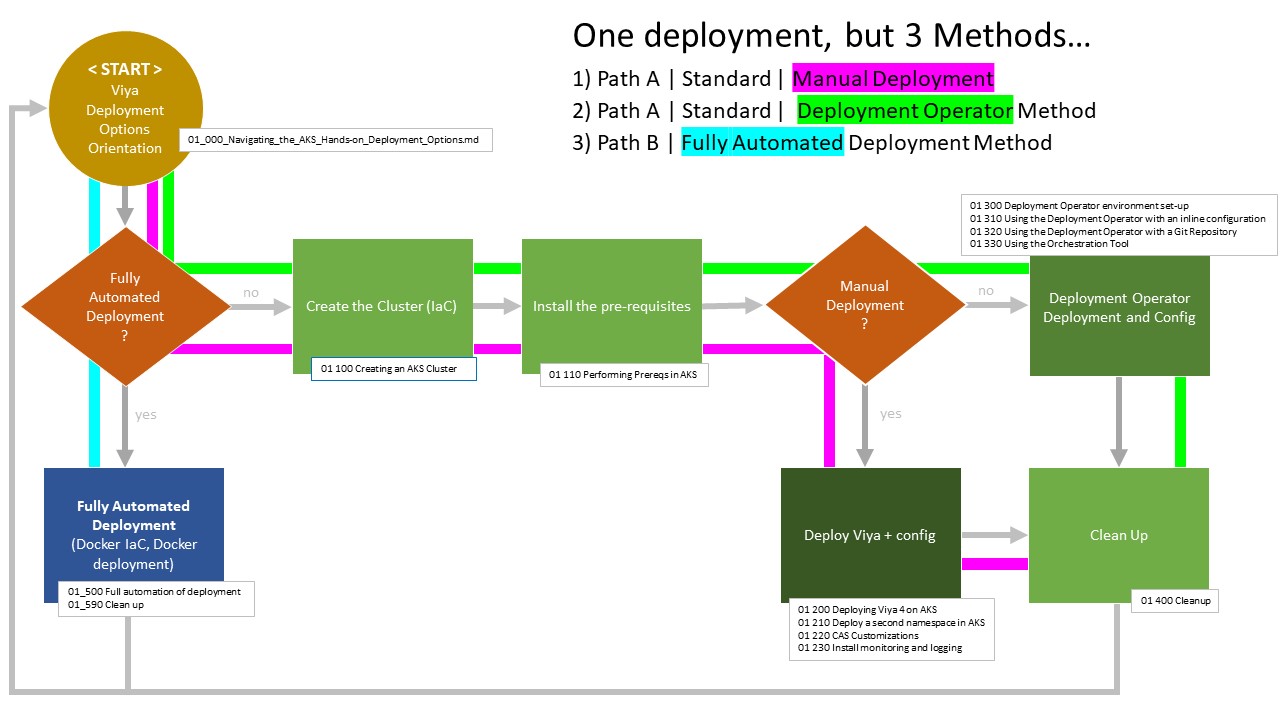 One deployment, but 3 Methods…
1) Path A | Standard | Manual Deployment
2) Path A | Standard | Deployment Operator Method
3) Path B | Fully Automated Deployment Method
< START >
Viya
Deployment
Options
Orientation
01_000_Navigating_the_AKS_Hands-on_Deployment_Options.md
01 300 Deployment Operator environment set-up
01 310 Using the Deployment Operator with an inline configuration
01 320 Using the Deployment Operator with a Git Repository
01 330 Using the Orchestration Tool
Fully
Automated
Deployment
?
no
Create the Cluster (IaC)
01 100 Creating an AKS Cluster
Install the pre-requisites
01 110 Performing Prereqs in AKS
Manual
Deployment
?
no
Deployment Operator
Deployment and Config
yes
yes
Fully Automated
Deployment
(Docker IaC, Docker
deployment)
01_500 Full automation of deployment
01_590 Clean up
Deploy Viya + config
01 200 Deploying Viya 4 on AKS
01 210 Deploy a second namespace in AKS
01 220 CAS Customizations
01 230 Install monitoring and logging
Clean Up
01 400 Cleanup